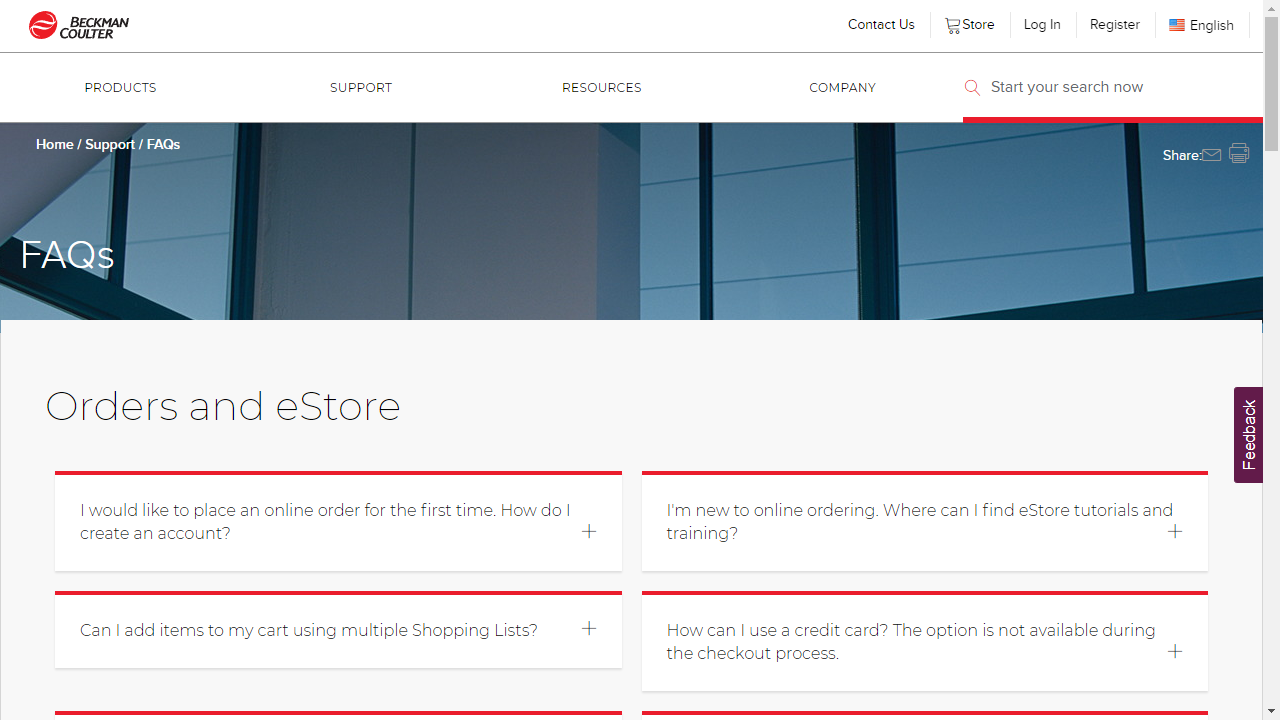 BECKMAN
COULTER
Contact Us
Store
Log In
Register
English
PRODUCTS
SUPPORT
RESOURCES
COMPANY
Start your search now
Home / Support / FAQs
Share:
FAQs
Orders and eStore
Feedback
I would like to place an online order for the first time. How do I
create an account?
I'm new to online ordering. Where can I find eStore tutorials and
training?
Can I add items to my cart using multiple Shopping Lists?
How can I use a credit card? The option is not available during
the checkout process.